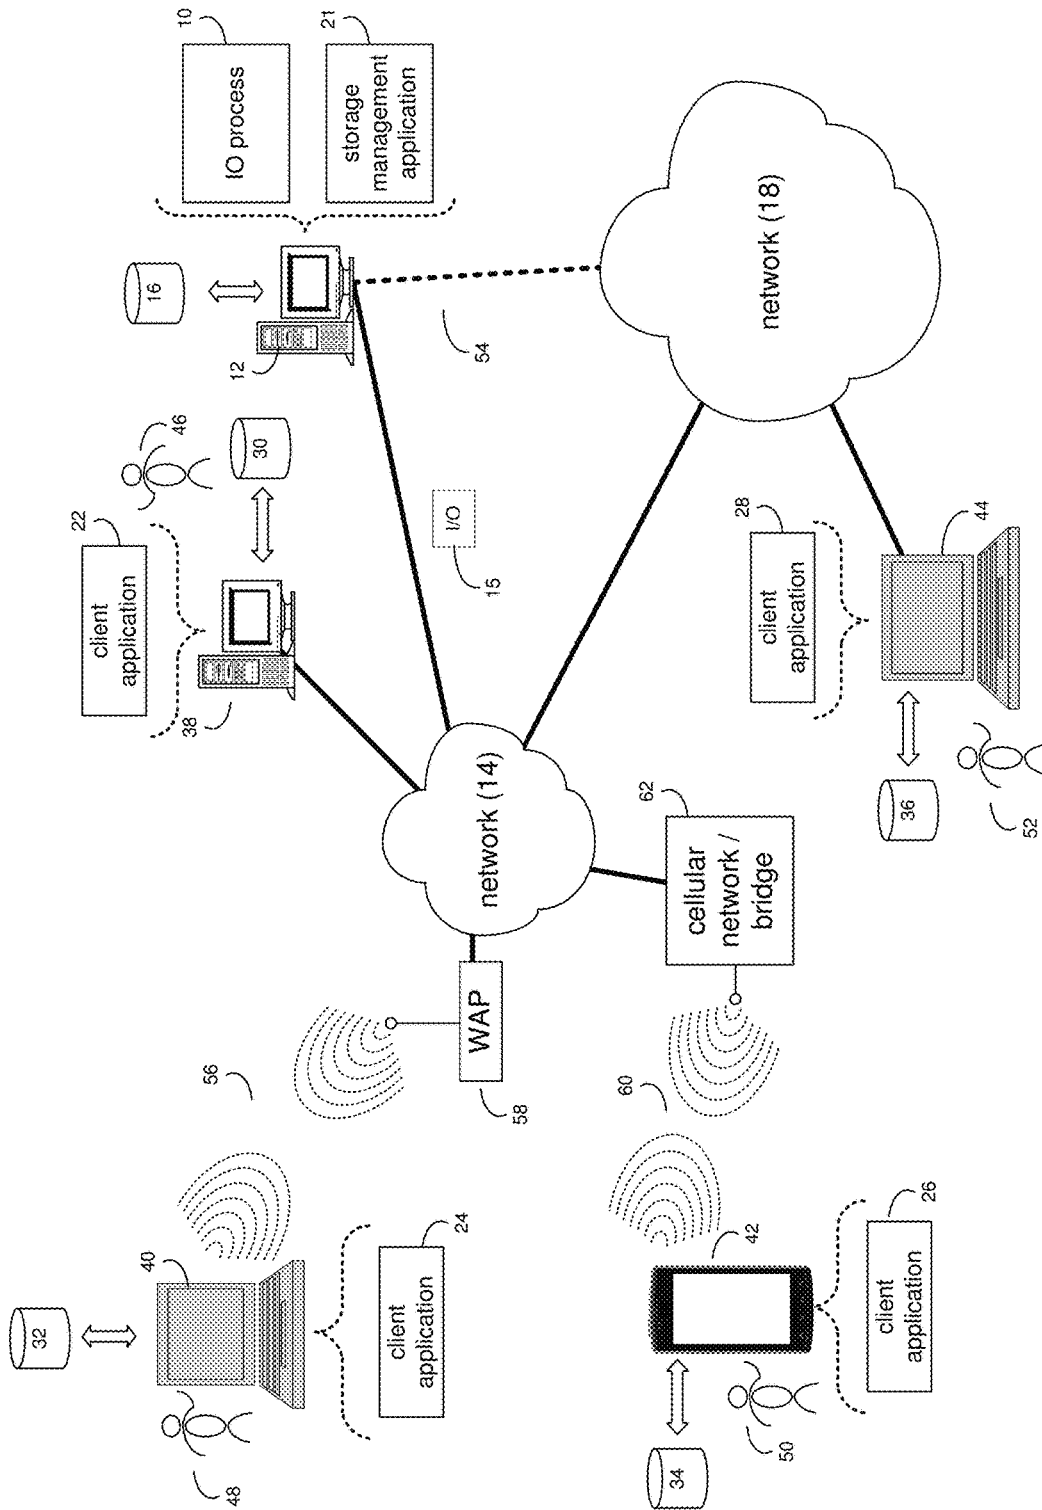 32
40
48
client
application
24
56
client
application
22
38
46
30
16
12
IO process
10
storage
management
application
21
54
I/O
15
WAP
58
network (14)
60
62
cellular
network /
bridge
34
42
50
client
application
26
client
application
28
network (18)
36
44
52